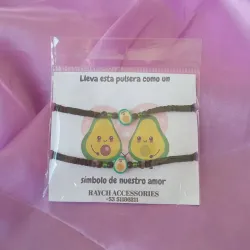 Lleva esta pulsera como un
símbolo de nuestro amor
RAYCH ACCESSORIES